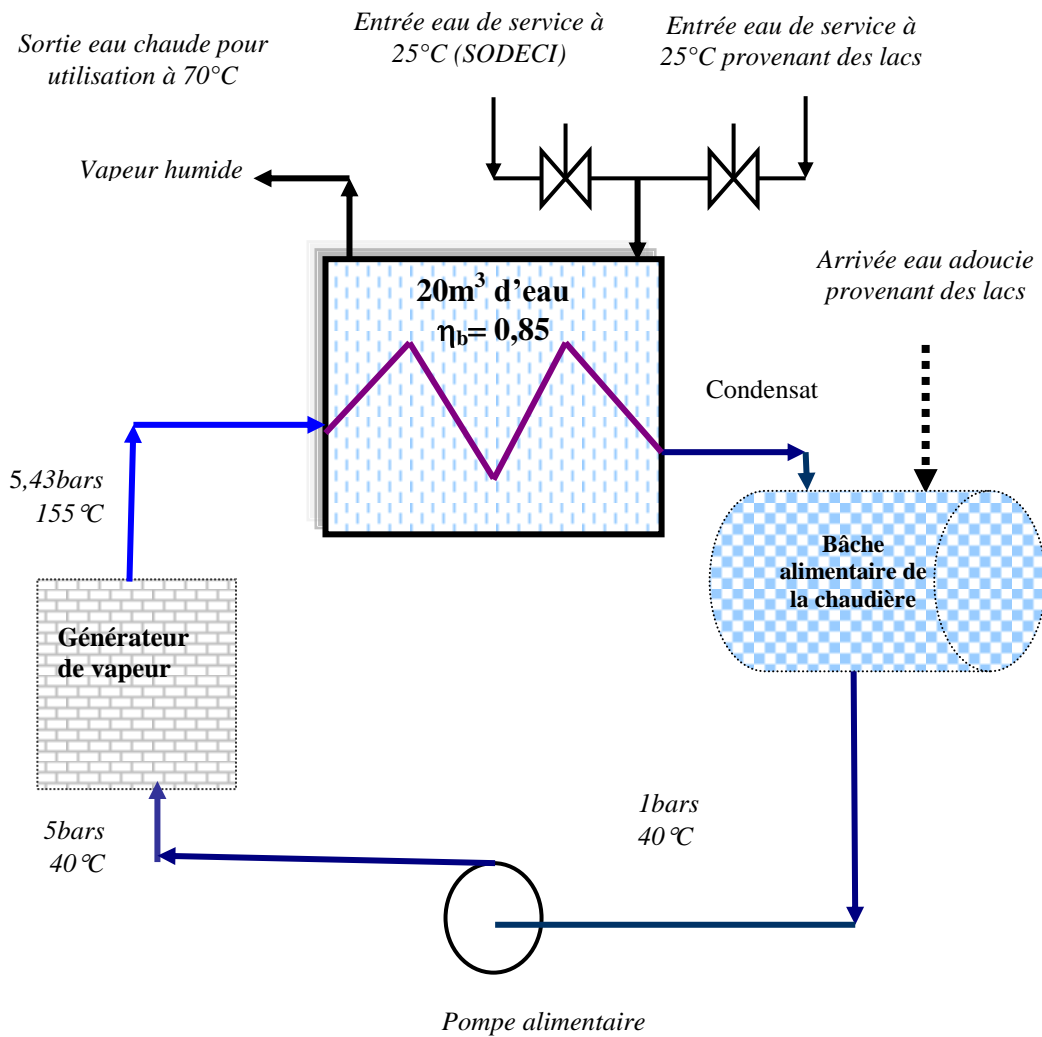 Sortie eau chaude pour
utilisation à 70°C
Entrée eau de service à
25°C (SODECI)
Entrée eau de service à
25°C provenant des lacs
Vapeur humide
20m³ d'eau
ηb= 0,85
Arrivée eau adoucie
provenant des lacs
Condensat
5,43bars
155°C
Bâche
alimentaire de
la chaudière
Générateur
de vapeur
5bars
40°C
1bars
40°C
Pompe alimentaire